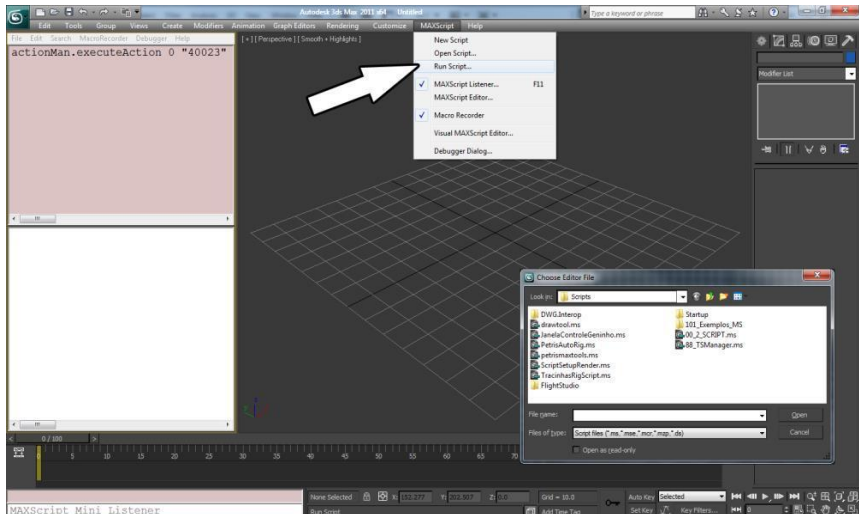 Autodesk 3ds Max 2011 x64 Untitled
Type a keyword or phrase
Edit Tools Group Views Create Modifiers Animation Graph Editors Rendering Customize MAXScript Help
File Edit Search MacroRecorder Debugger Help
actionMan.executeAction 0 "40023"
[ + ] [ Perspective ] [ Smooth + Highlights ]
New Script
Open Script...
Run Script...
MAXScript Listener... F11
MAXScript Editor...
Macro Recorder
Visual MAXScript Editor...
Debugger Dialog...
Modifier List
Choose Editor File
Look in: Scripts
DWG.Interop
drawtool.ms
JanelaControleGeninho.ms
PetrisAutoRig.ms
petrismaxtools.ms
ScriptSetupRender.ms
TracinhasRigScript.ms
FlightStudio
Startup
101_Exemplos_MS
00_2_SCRIPT.ms
88_TSManager.ms
File name:
Open
Files of type: Script files (*.ms,*.mse,*.mcr,*.mzp,*.ds)
Cancel
Open as read-only
0 / 100
5 10 15 20 25 30 35 40 45 50 55 60 65 70
None Selected X: 152.277 Y: 202.507 Z: 0.0 Grid = 10.0 Auto Key Selected
MAXScript Mini Listener
Run Script
Add Time Tag
Set Key Key Filters...
0